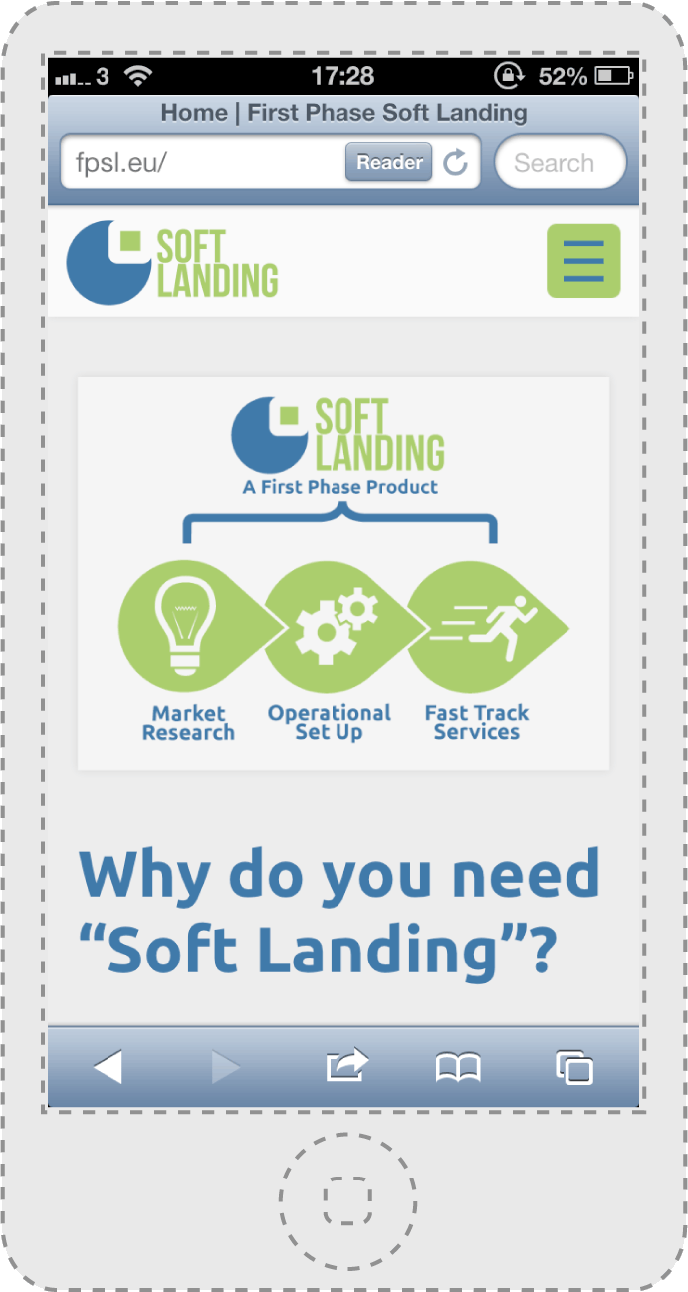 3 17:28 52%
Home | First Phase Soft Landing
fpsl.eu/ Reader Search
SOFT
LANDING
SOFT
LANDING
A First Phase Product
Market Research
Operational Set Up
Fast Track Services
Why do you need
“Soft Landing”?